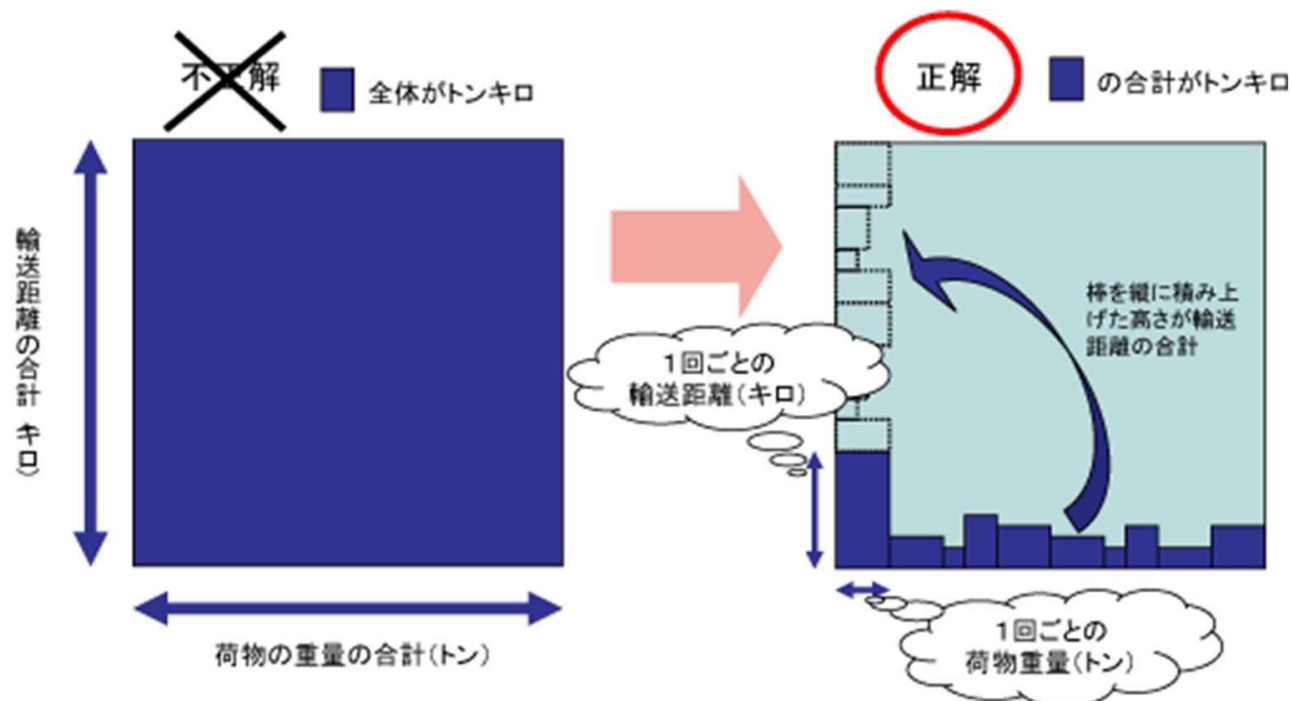 不正解
全体がトンキロ
輸送距離の合計 キロ)
荷物の重量の合計(トン)
正解
の合計がトンキロ
棒を縦に積み上
げた高さが輸送
距離の合計
1回ごとの
輸送距離(キロ)
1回ごとの
荷物重量(トン)